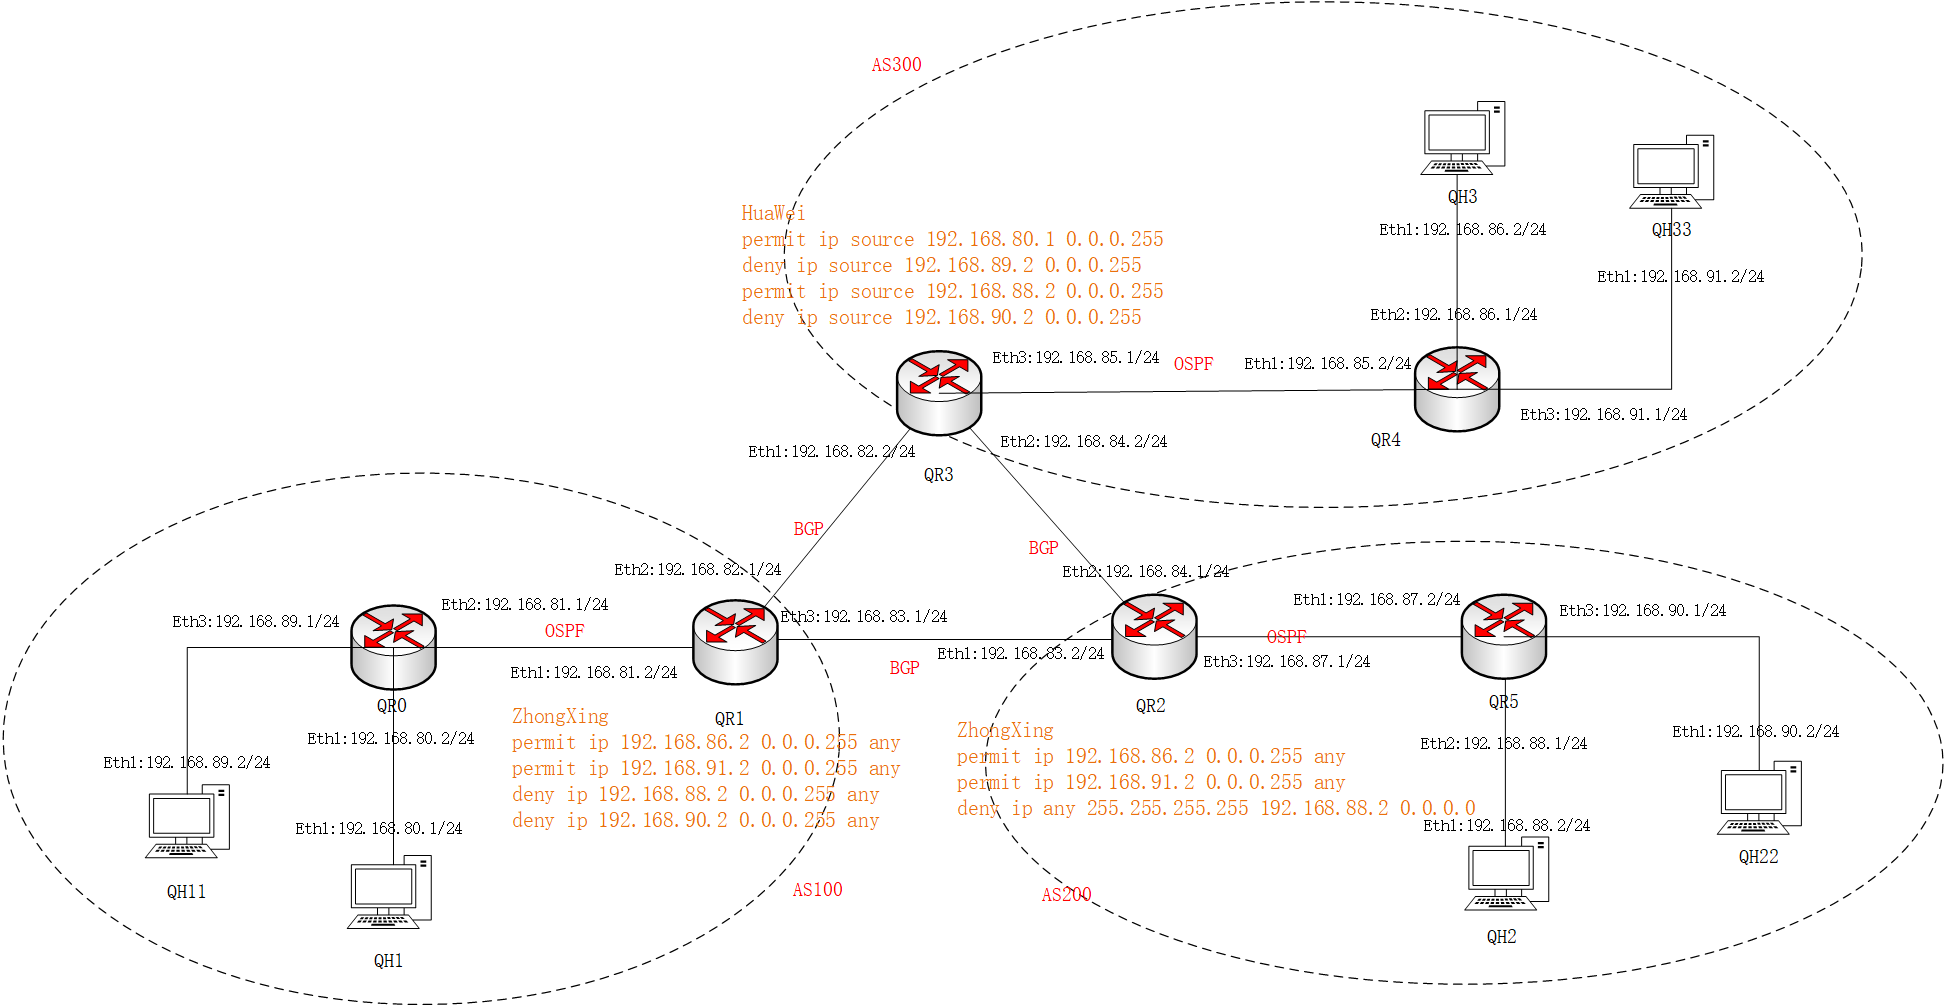 AS300
QH3
Eth1:192.168.86.2/24
QH33
Eth1:192.168.91.2/24
HuaWei
permit ip source 192.168.80.1 0.0.0.255
deny ip source 192.168.89.2 0.0.0.255
permit ip source 192.168.88.2 0.0.0.255
deny ip source 192.168.90.2 0.0.0.255
Eth2:192.168.86.1/24
Eth3:192.168.85.1/24
OSPF
Eth1:192.168.85.2/24
Eth3:192.168.91.1/24
QR4
Eth2:192.168.84.2/24
Eth1:192.168.82.2/24
QR3
BGP
BGP
Eth2:192.168.82.1/24
Eth2:192.168.84.1/24
Eth3:192.168.89.1/24
Eth2:192.168.81.1/24
OSPF
Eth3:192.168.83.1/24
Eth1:192.168.87.2/24
Eth3:192.168.90.1/24
OSPF
Eth1:192.168.81.2/24
BGP
Eth1:192.168.83.2/24
Eth3:192.168.87.1/24
QR0
QR1
QR2
QR5
Eth1:192.168.80.2/24
Eth1:192.168.89.2/24
ZhongXing
permit ip 192.168.86.2 0.0.0.255 any
permit ip 192.168.91.2 0.0.0.255 any
deny ip 192.168.88.2 0.0.0.255 any
deny ip 192.168.90.2 0.0.0.255 any
ZhongXing
permit ip 192.168.86.2 0.0.0.255 any
permit ip 192.168.91.2 0.0.0.255 any
deny ip any 255.255.255.255 192.168.88.2 0.0.0.0
Eth2:192.168.88.1/24
Eth1:192.168.90.2/24
Eth1:192.168.80.1/24
Eth1:192.168.88.2/24
QH11
QH1
AS100
AS200
QH2
QH22